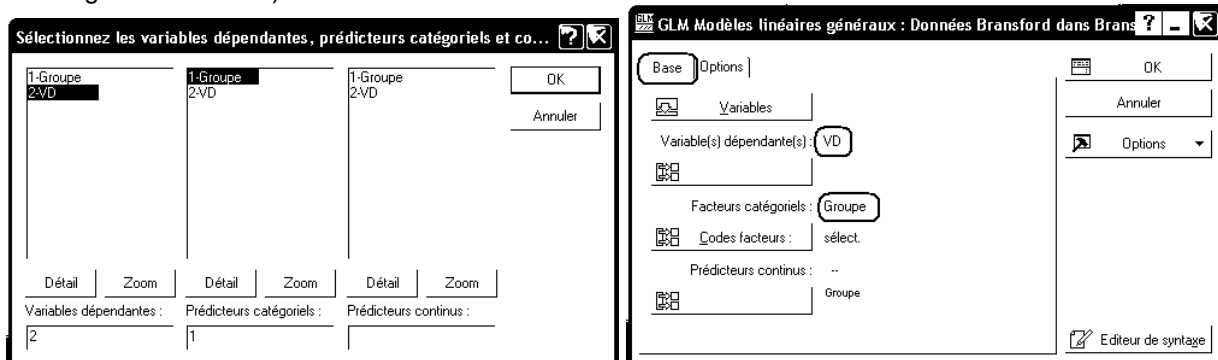 Sélectionnez les variables dépendantes, prédicteurs catégoriels et co...
1-Groupe
2-VD
1-Groupe
2-VD
1-Groupe
2-VD
OK
Annuler
Détail Zoom Détail Zoom Détail Zoom
Variables dépendantes : Prédicteurs catégoriels : Prédicteurs continus :
2 1
GLM Modèles linéaires généraux : Données Bransford dans Brans
Base Options
Variables
Variable(s) dépendante(s) : VD
Facteurs catégoriels : Groupe
Codes facteurs : sélect.
Prédicteurs continus : --
Groupe
OK
Annuler
Options
Editeur de syntaxe